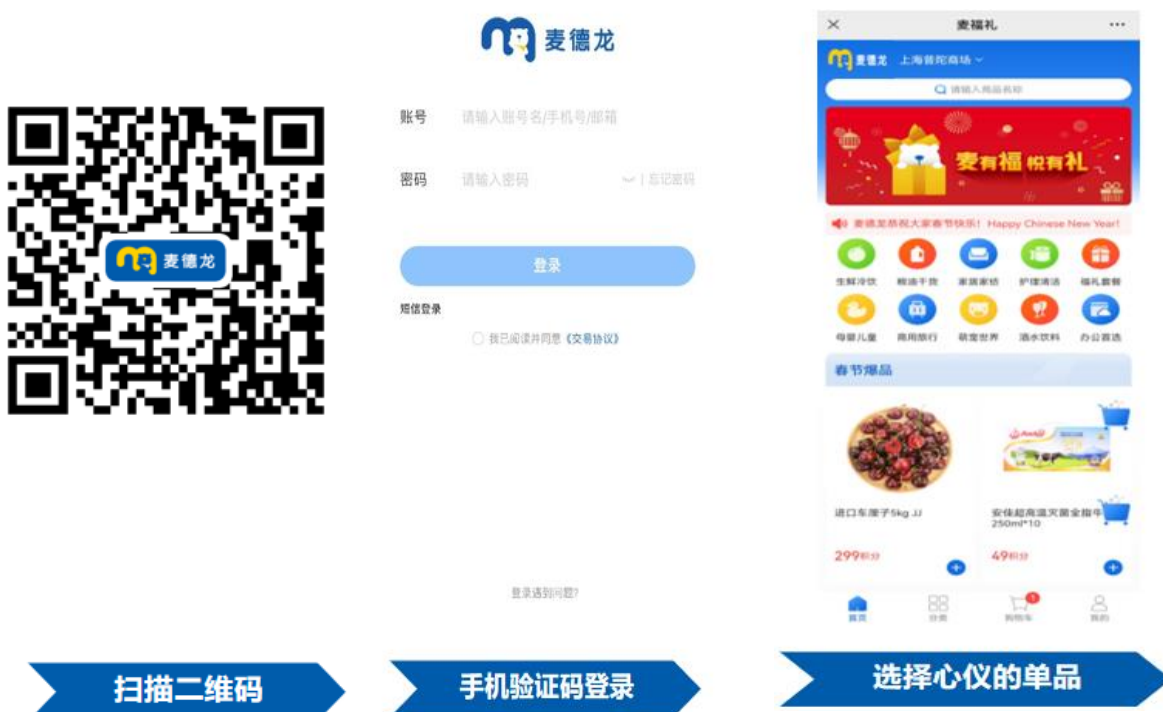 麦德龙
扫描二维码
麦德龙
账号 请输入账号名/手机号/邮箱
密码 请输入密码 | 忘记密码
登录
短信登录
我已阅读并同意《交易协议》
登录遇到问题?
手机验证码登录
麦福礼
麦德龙 上海普陀商场
请输入商品名称
麦有福 悦有礼
麦德龙恭祝大家春节快乐! Happy Chinese New Year!
生鲜冷饮 粮油干货 家居家纺 护理清洁 福礼套餐
母婴儿童 商用旅行 萌宠世界 酒水饮料 办公首选
春节爆品
进口车厘子5kg JJ
299积分
安佳超高温灭菌全脂牛
250ml*10
49积分
1
首页 分类 购物车 我的
选择心仪的单品